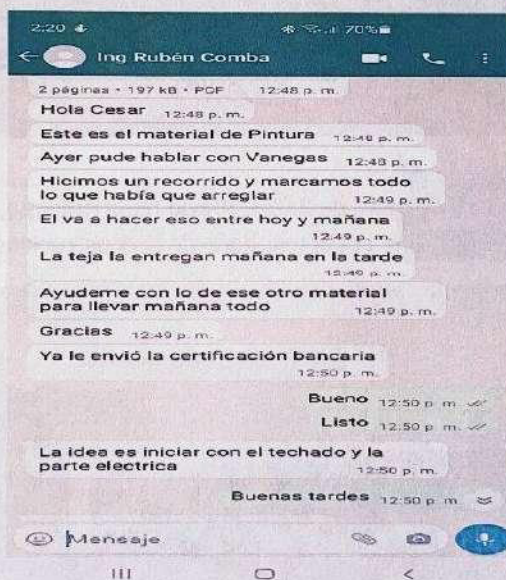 2:20 70%
Ing Rubén Comba
2 páginas • 197 kB • PDF 12:48 p. m.
Hola Cesar 12:48 p. m.
Este es el material de Pintura 12:48 p. m.
Ayer pude hablar con Vanegas 12:48 p. m.
Hicimos un recorrido y marcamos todo
lo que había que arreglar 12:49 p. m.
El va a hacer eso entre hoy y mañana
12:49 p. m.
La teja la entregan mañana en la tarde
12:49 p. m.
Ayudeme con lo de ese otro material
para llevar mañana todo 12:49 p. m.
Gracias 12:49 p. m.
Ya le envió la certificación bancaria
12:50 p. m.
Bueno 12:50 p. m.
Listo 12:50 p. m.
La idea es iniciar con el techado y la
parte electrica 12:50 p. m.
Buenas tardes 12:50 p. m.
Mensaje